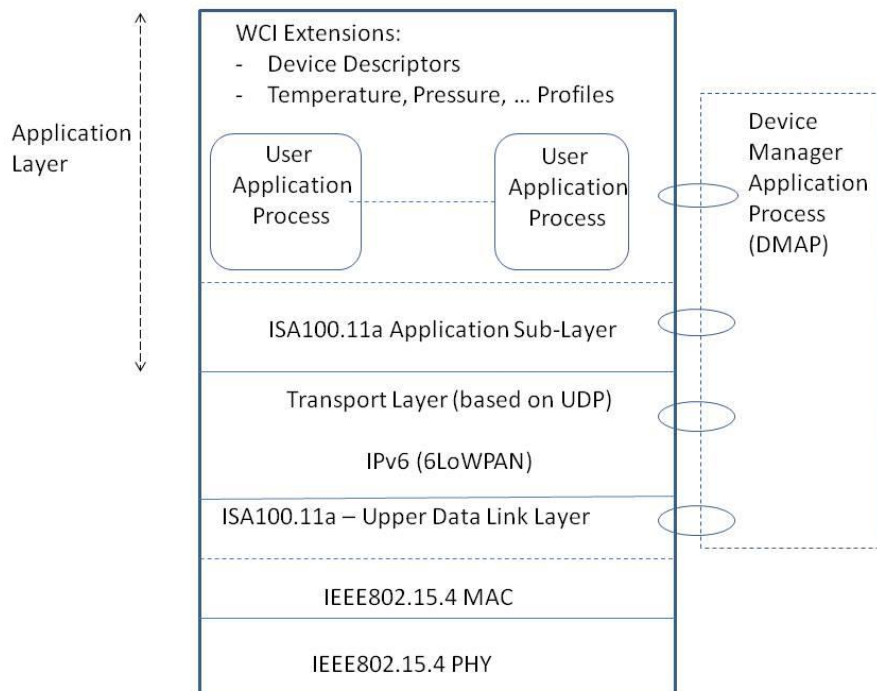 WCI Extensions:
- Device Descriptors
- Temperature, Pressure, ... Profiles
Application
Layer
User
Application
Process
User
Application
Process
Device
Manager
Application
Process
(DMAP)
ISA100.11a Application Sub-Layer
Transport Layer (based on UDP)
IPv6 (6LoWPAN)
ISA100.11a – Upper Data Link Layer
IEEE802.15.4 MAC
IEEE802.15.4 PHY